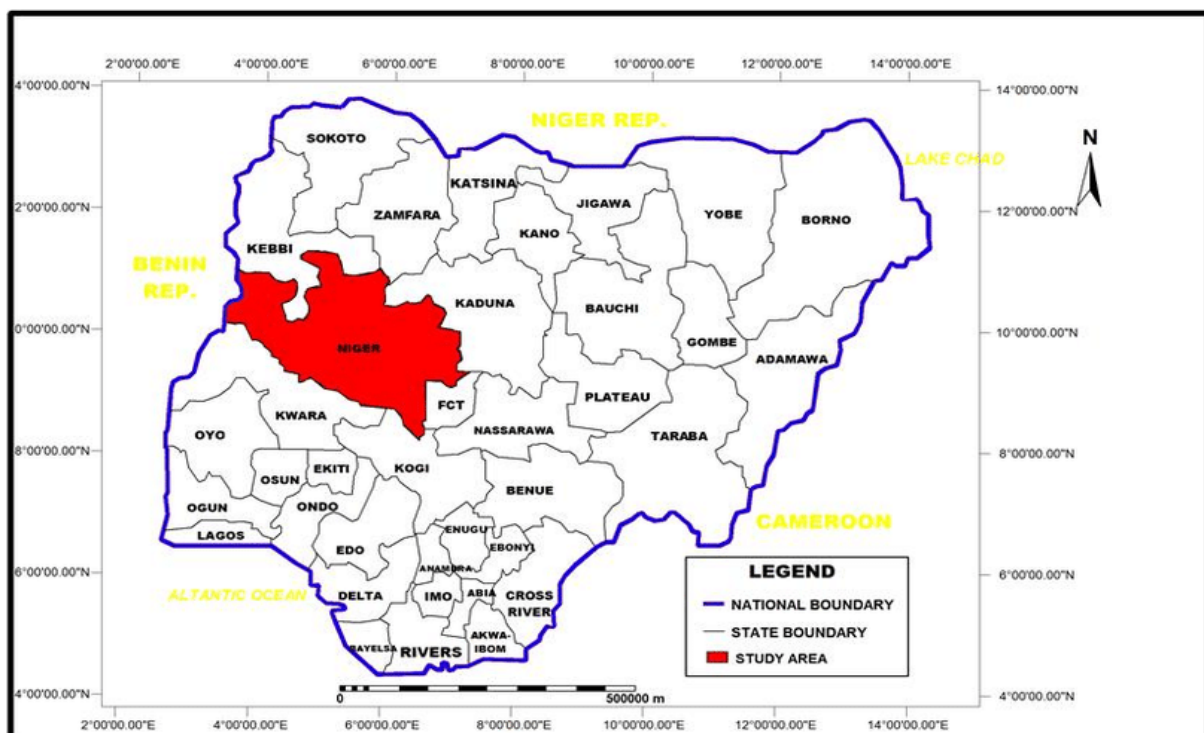 2°00'00.00"E 4°00'00.00"E 6°00'00.00"E 8°00'00.00"E 10°00'00.00"E 12°00'00.00"E 14°00'00.00"E
4°00'00.00"N
14°00'00.00"N
NIGER REP.
N
SOKOTO
LAKE CHAD
KATSINA
JIGAWA
2°00'00.00"N
ZAMFARA
YOBE
BORNO
12°00'00.00"N
KANO
KEBBI
BENIN
REP.
KADUNA
BAUCHI
0°00'00.00"N
10°00'00.00"N
NIGER
GOMBE
ADAMAWA
PLATEAU
FCT
KWARA
NASSARAWA
OYO
TARABA
8°00'00.00"N
8°00'00.00"N
EKITI
KOGI
OSUN
BENUE
OGUN
ONDO
CAMEROON
LAGOS
ENUGU
EBONYI
EDO
ANAMBRA
6°00'00.00"N
6°00'00.00"N
ALTANTIC OCEAN
DELTA
IMO
ABIA
CROSS
RIVER
AKWA-
IBOM
BAYELSA
RIVERS
LEGEND
NATIONAL BOUNDARY
STATE BOUNDARY
STUDY AREA
0
500000 m
4°00'00.00"N
4°00'00.00"N
2°00'00.00"E 4°00'00.00"E 6°00'00.00"E 8°00'00.00"E 10°00'00.00"E 12°00'00.00"E 14°00'00.00"E